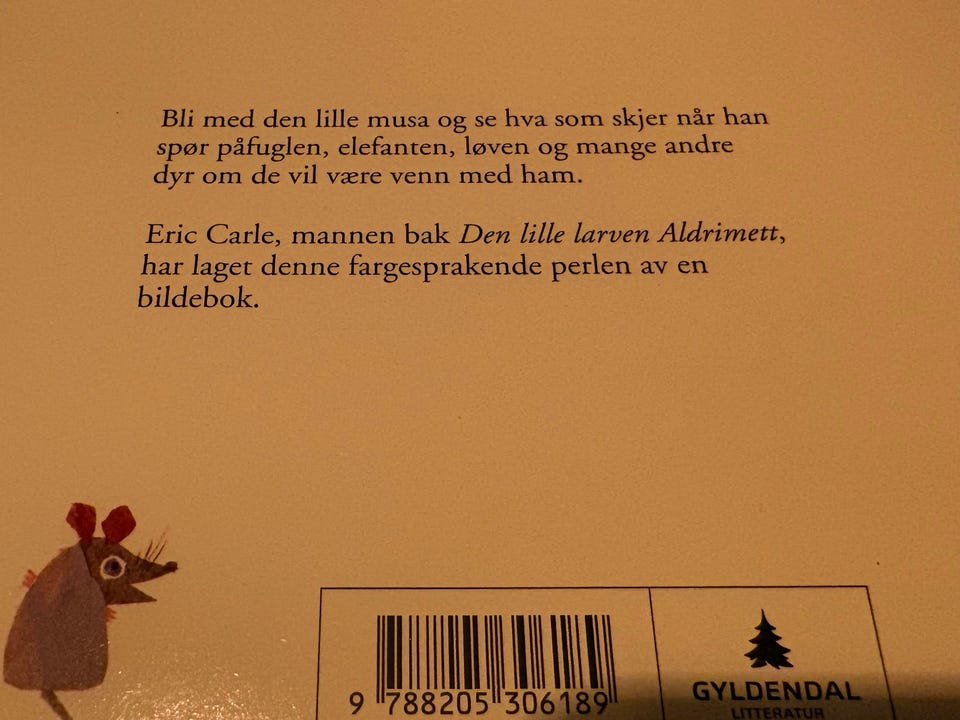 Bli med den lille musa og se hva som skjer når han
spør påfuglen, elefanten, løven og mange andre
dyr om de vil være venn med ham.
Eric Carle, mannen bak Den lille larven Aldrimett,
har laget denne fargesprakende perlen av en
bildebok.
9 788205 306189
GYLDENDAL
LITTERATUR